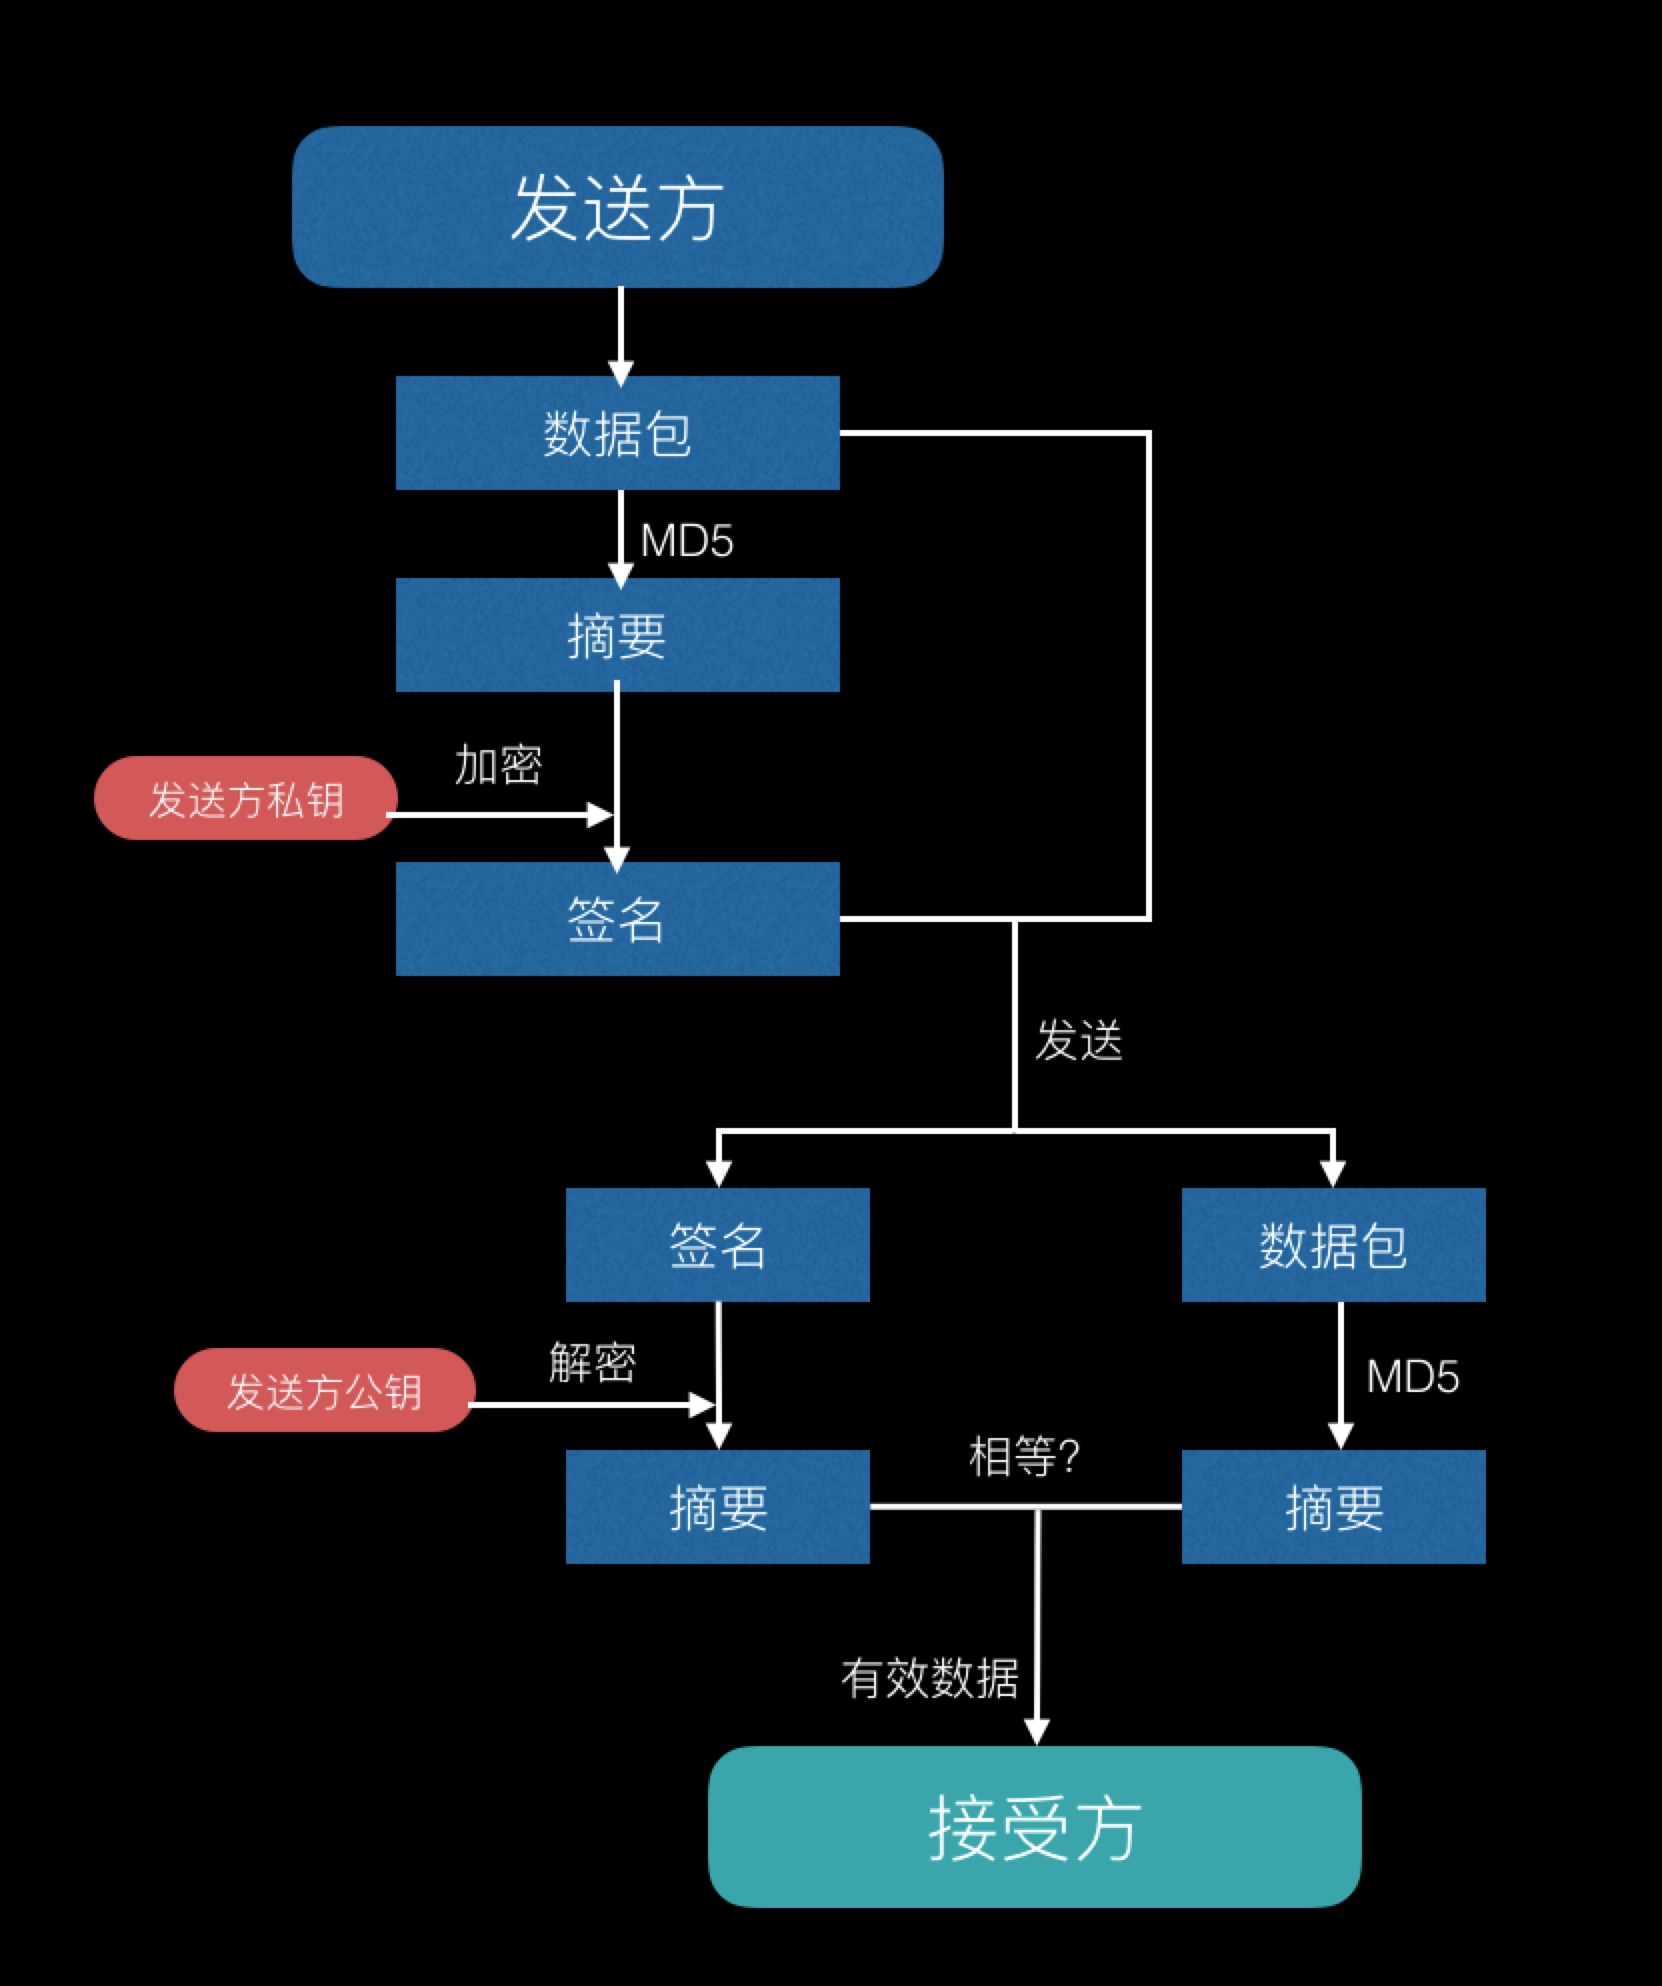 发送方
数据包
MD5
摘要
加密
发送方私钥
签名
发送
签名
数据包
解密
发送方公钥
MD5
相等?
摘要
摘要
有效数据
接受方